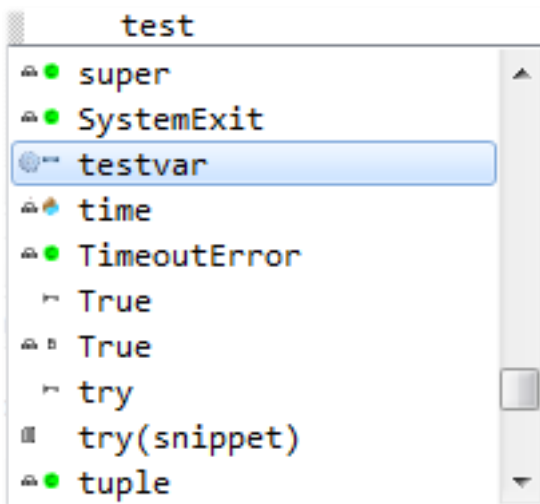 test
super
SystemExit
testvar
time
TimeoutError
True
True
try
try(snippet)
tuple